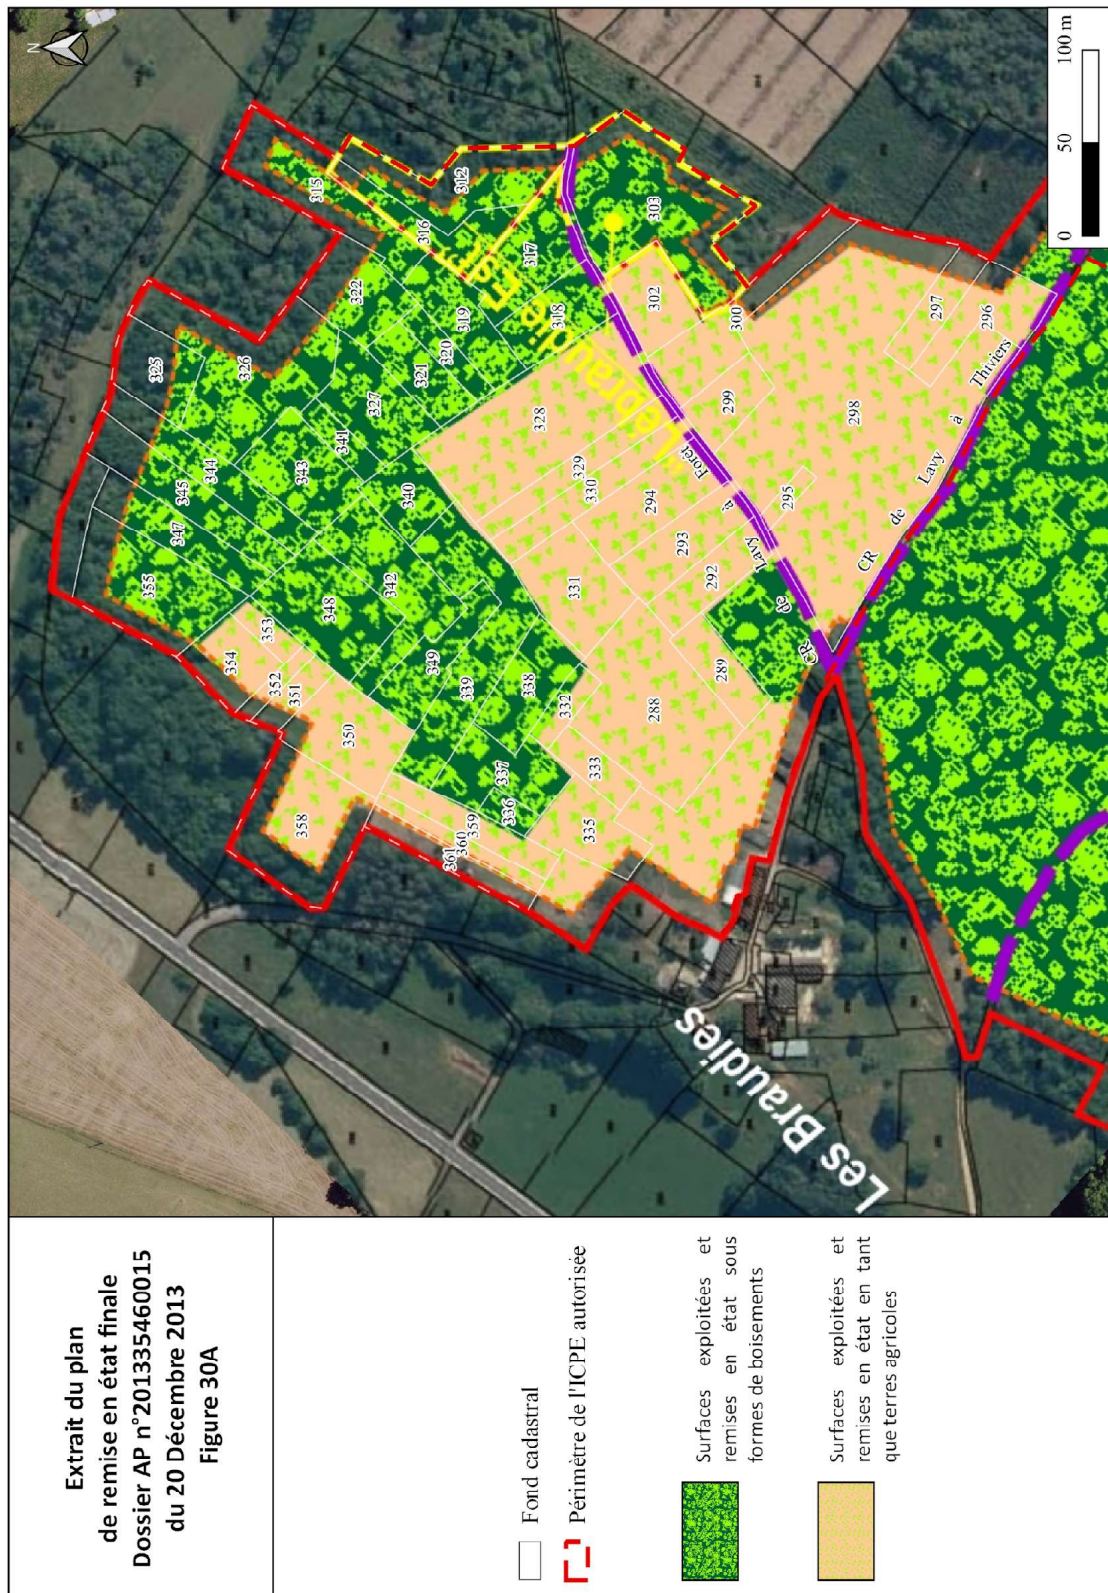 Extrait du plan
de remise en état finale
Dossier AP n°201335460015
du 20 Décembre 2013
Figure 30A
Fond cadastral
Périmètre de l'ICPE autorisée
Surfaces exploitées et
remises en état sous
formes de boisements
Surfaces exploitées et
remises en état en tant
que terres agricoles
N
0 50 100 m
Les Braudies
"Lebraudie Est"
CR de Lavy à Forêt
CR de Lavy à Thiviers
315
312
316
317
303
318
302
300
322
319
320
321
325
326
327
328
297
296
299
298
341
329
330
344
343
345
340
294
295
347
293
292
331
355
342
348
353
354
349
352
351
339
338
289
332
288
350
337
333
336
358
359
360
361
335